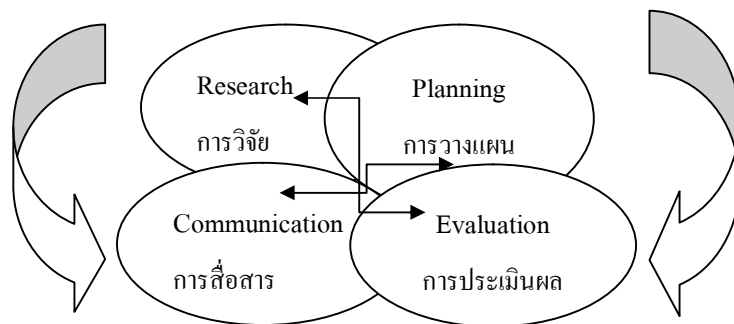 Research
การวิจัย
Planning
การวางแผน
Communication
การสื่อสาร
Evaluation
การประเมินผล